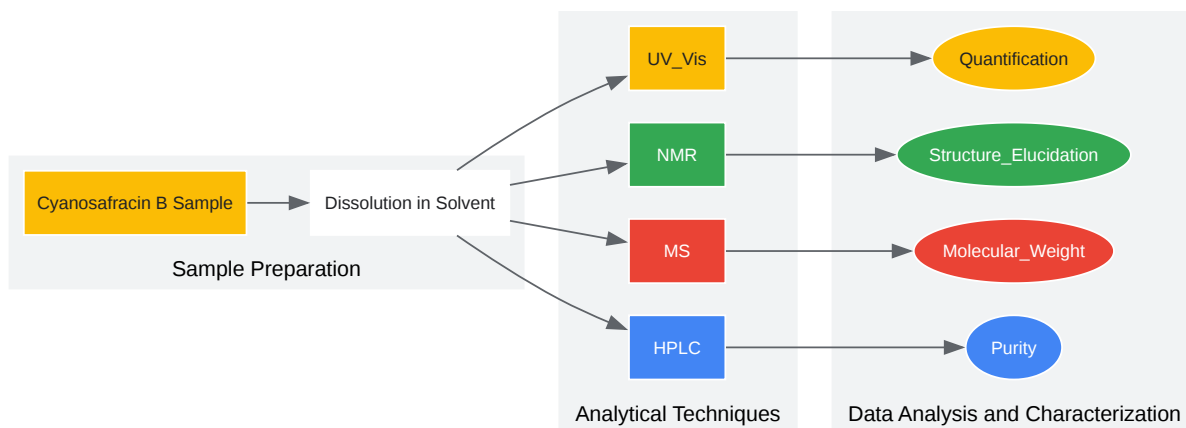 Cyanosafracin B Sample
Dissolution in Solvent
Sample Preparation
UV_Vis
NMR
MS
HPLC
Analytical Techniques
Quantification
Structure_Elucidation
Molecular_Weight
Purity
Data Analysis and Characterization